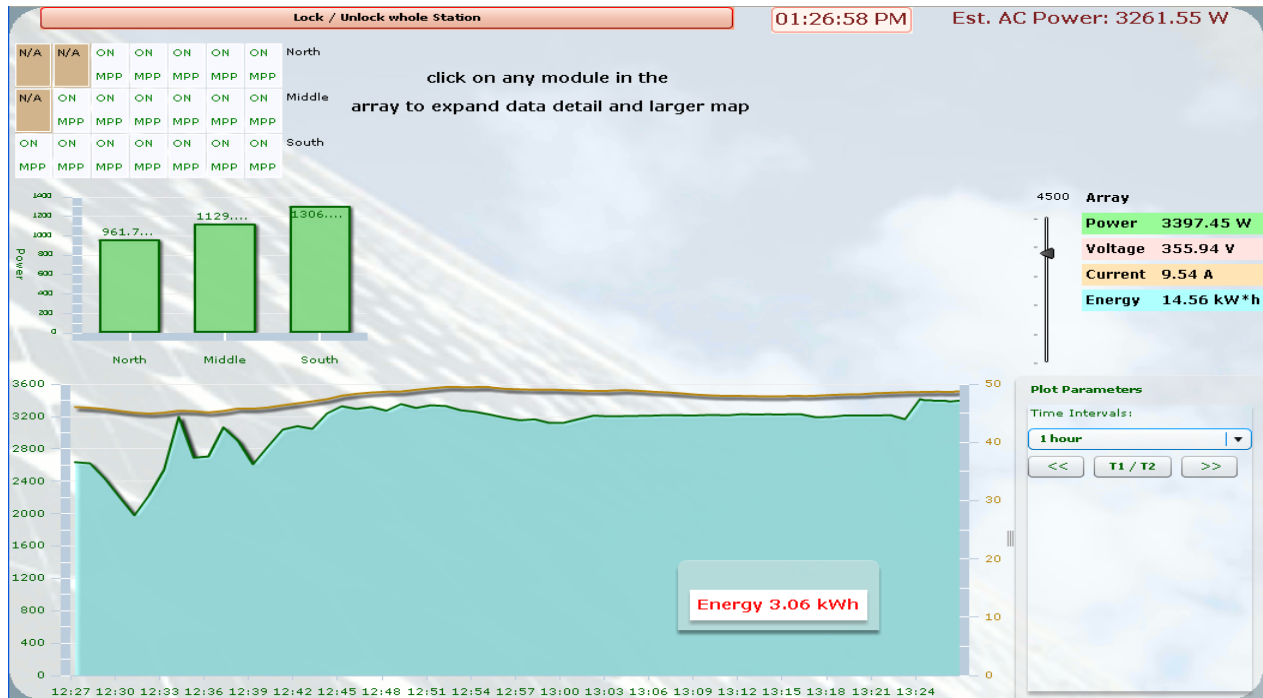 Lock / Unlock whole Station
01:26:58 PM
Est. AC Power: 3261.55 W
N/A N/A ON ON ON ON ON North
MPP MPP MPP MPP MPP
N/A ON ON ON ON ON ON Middle
MPP MPP MPP MPP MPP MPP
ON ON ON ON ON ON ON South
MPP MPP MPP MPP MPP MPP MPP
click on any module in the
array to expand data detail and larger map
Power
1400
1200
1000
800
600
400
200
0
961.7...
1129....
1306....
North Middle South
4500 Array
Power 3397.45 W
Voltage 355.94 V
Current 9.54 A
Energy 14.56 kW*h
3600
3200
2800
2400
2000
1600
1200
800
400
0
50
40
30
20
10
0
Energy 3.06 kWh
12:27 12:30 12:33 12:36 12:39 12:42 12:45 12:48 12:51 12:54 12:57 13:00 13:03 13:06 13:09 13:12 13:15 13:18 13:21 13:24
Plot Parameters
Time Intervals:
1 hour
<< T1 / T2 >>